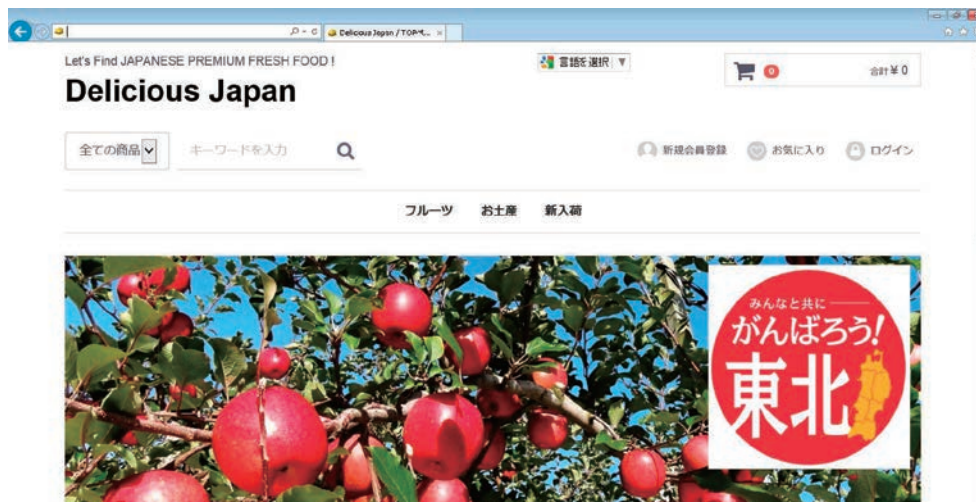 Delicious Japan / TOPペ...
Let's Find JAPANESE PREMIUM FRESH FOOD !
言語を選択 ▼
0
合計 ¥ 0
Delicious Japan
全ての商品
キーワードを入力
新規会員登録
お気に入り
ログイン
フルーツ
お土産
新入荷
みんなと共に
がんばろう!
東北